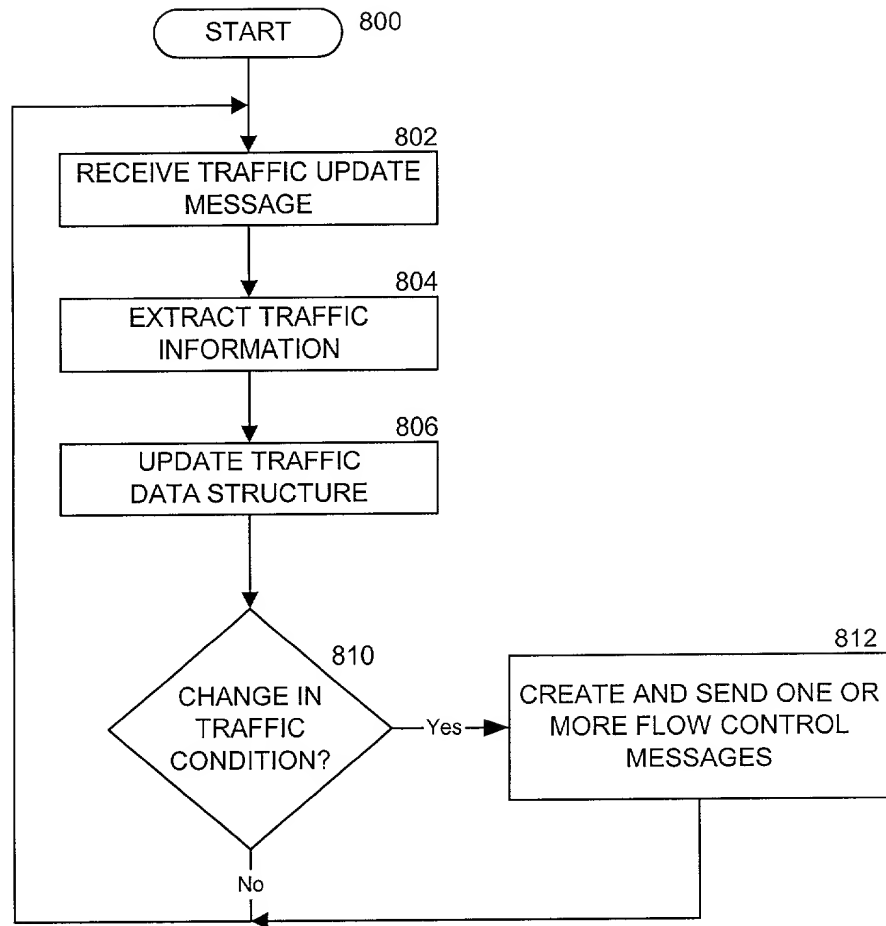 START
800
802
RECEIVE TRAFFIC UPDATE
MESSAGE
804
EXTRACT TRAFFIC
INFORMATION
806
UPDATE TRAFFIC
DATA STRUCTURE
810
CHANGE IN
TRAFFIC
CONDITION?
Yes
812
CREATE AND SEND ONE OR
MORE FLOW CONTROL
MESSAGES
No